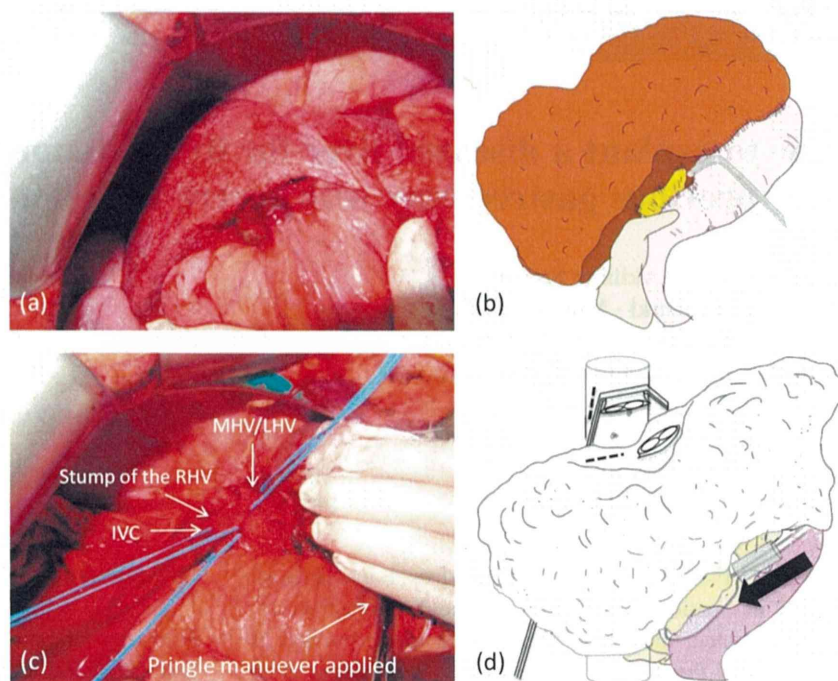 (a)
(b)
MHV/LHV
Stump of the RHV
IVC
Pringle manuever applied
(c)
(d)